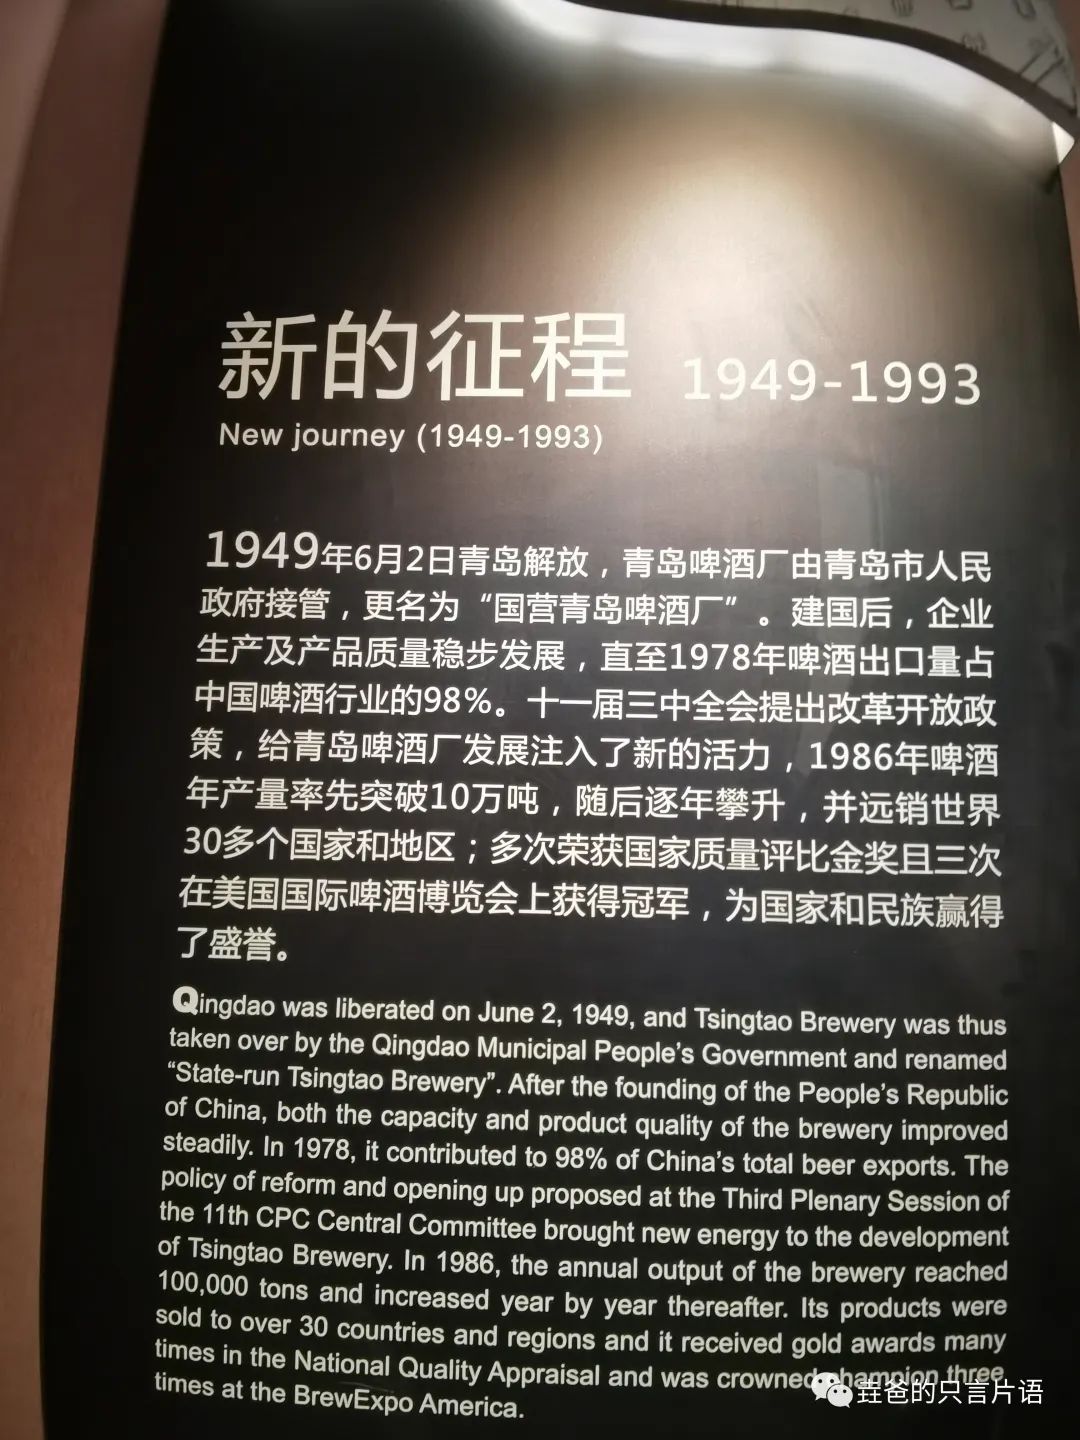 新的征程 1949-1993
New journey (1949-1993)
1949年6月2日青岛解放，青岛啤酒厂由青岛市人民
政府接管，更名为“国营青岛啤酒厂”。建国后，企业
生产及产品质量稳步发展，直至1978年啤酒出口量占
中国啤酒行业的98%。十一届三中全会提出改革开放政
策，给青岛啤酒厂发展注入了新的活力，1986年啤酒
年产量率先突破10万吨，随后逐年攀升，并远销世界
30多个国家和地区；多次荣获国家质量评比金奖且三次
在美国国际啤酒博览会上获得冠军，为国家和民族赢得
了盛誉。
Qingdao was liberated on June 2, 1949, and Tsingtao Brewery was thus
taken over by the Qingdao Municipal People's Government and renamed
“State-run Tsingtao Brewery”. After the founding of the People's Republic
of China, both the capacity and product quality of the brewery improved
steadily. In 1978, it contributed to 98% of China's total beer exports. The
policy of reform and opening up proposed at the Third Plenary Session of
the 11th CPC Central Committee brought new energy to the development
of Tsingtao Brewery. In 1986, the annual output of the brewery reached
100,000 tons and increased year by year thereafter. Its products were
sold to over 30 countries and regions and it received gold awards many
times in the National Quality Appraisal and was crowned champion three
times at the BrewExpo America.
垚爸的只言片语